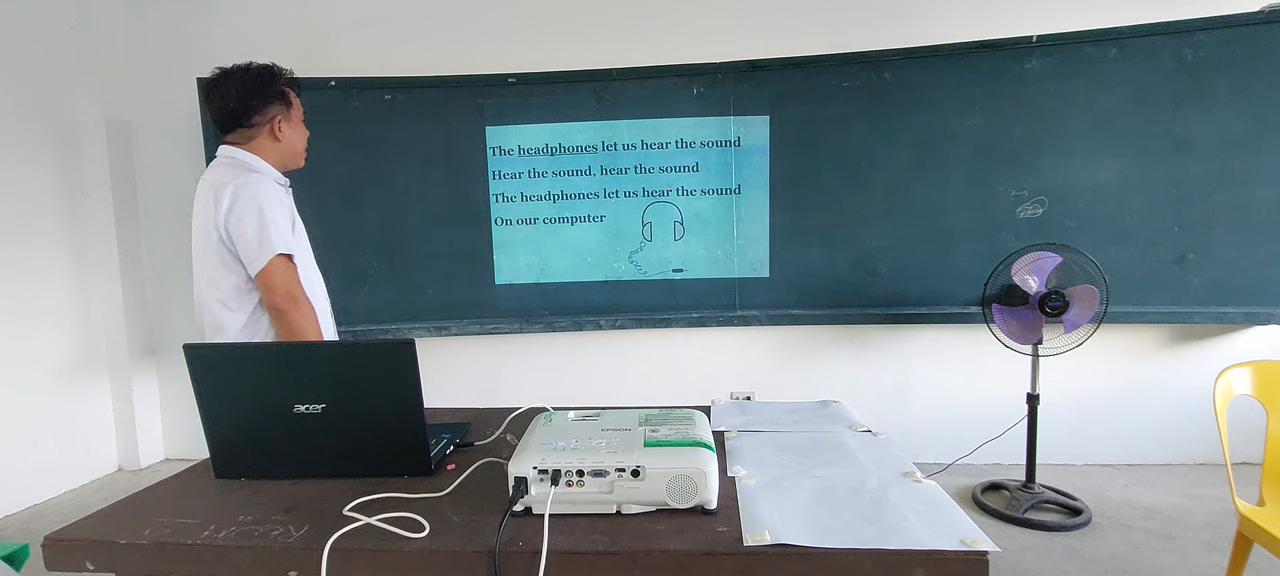 The headphones let us hear the sound
Hear the sound, hear the sound
The headphones let us hear the sound
On our computer
acer
EPSON